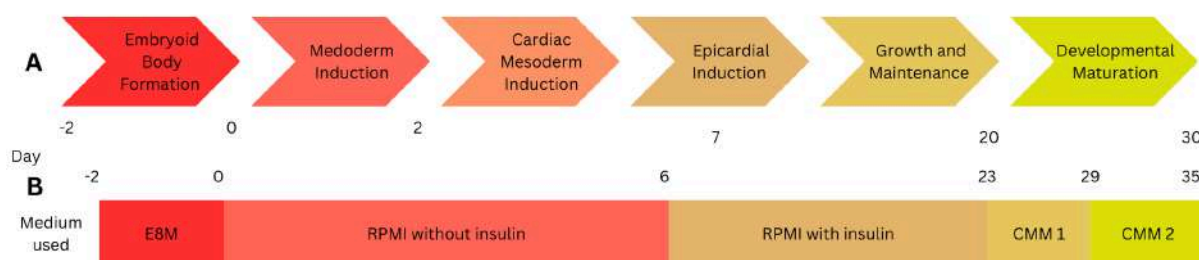 A
Embryoid
Body
Formation
Medoderm
Induction
Cardiac
Mesoderm
Induction
Epicardial
Induction
Growth and
Maintenance
Developmental
Maturation
-2 0 2 7 20 30
Day
B
-2 0 6 23 29 35
Medium
used
E8M RPMI without insulin RPMI with insulin CMM 1 CMM 2